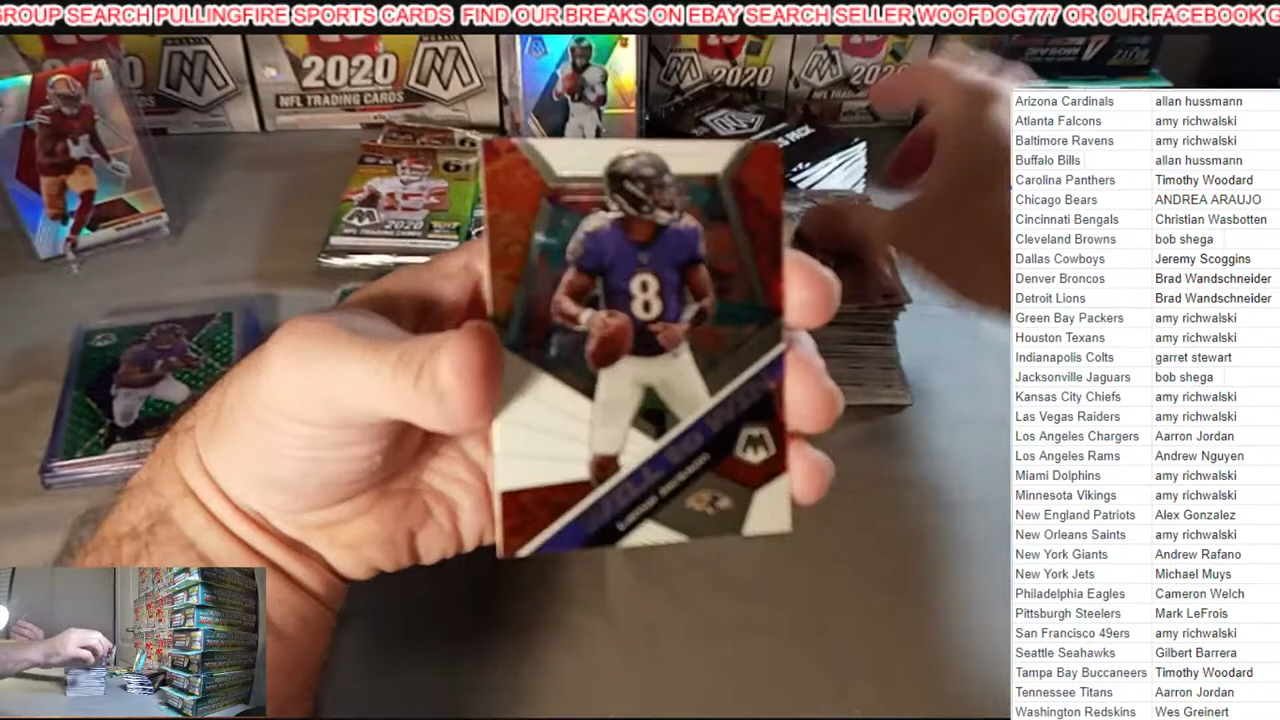 GROUP SEARCH PULLINGFIRE SPORTS CARDS FIND OUR BREAKS ON EBAY SEARCH SELLER WOOFDOG777 OR OUR FACEBOOK
2020
NFL TRADING CARDS
2020
2020
2020
8
WILL TO WIN
Arizona Cardinals allan hussmann
Atlanta Falcons amy richwalski
Baltimore Ravens amy richwalski
Buffalo Bills allan hussmann
Carolina Panthers Timothy Woodard
Chicago Bears ANDREA ARAUJO
Cincinnati Bengals Christian Wasbotten
Cleveland Browns bob shega
Dallas Cowboys Jeremy Scoggins
Denver Broncos Brad Wandschneider
Detroit Lions Brad Wandschneider
Green Bay Packers amy richwalski
Houston Texans amy richwalski
Indianapolis Colts garret stewart
Jacksonville Jaguars bob shega
Kansas City Chiefs amy richwalski
Las Vegas Raiders amy richwalski
Los Angeles Chargers Aarron Jordan
Los Angeles Rams Andrew Nguyen
Miami Dolphins amy richwalski
Minnesota Vikings amy richwalski
New England Patriots Alex Gonzalez
New Orleans Saints amy richwalski
New York Giants Andrew Rafano
New York Jets Michael Muys
Philadelphia Eagles Cameron Welch
Pittsburgh Steelers Mark LeFrois
San Francisco 49ers amy richwalski
Seattle Seahawks Gilbert Barrera
Tampa Bay Buccaneers Timothy Woodard
Tennessee Titans Aarron Jordan
Washington Redskins Wes Greinert